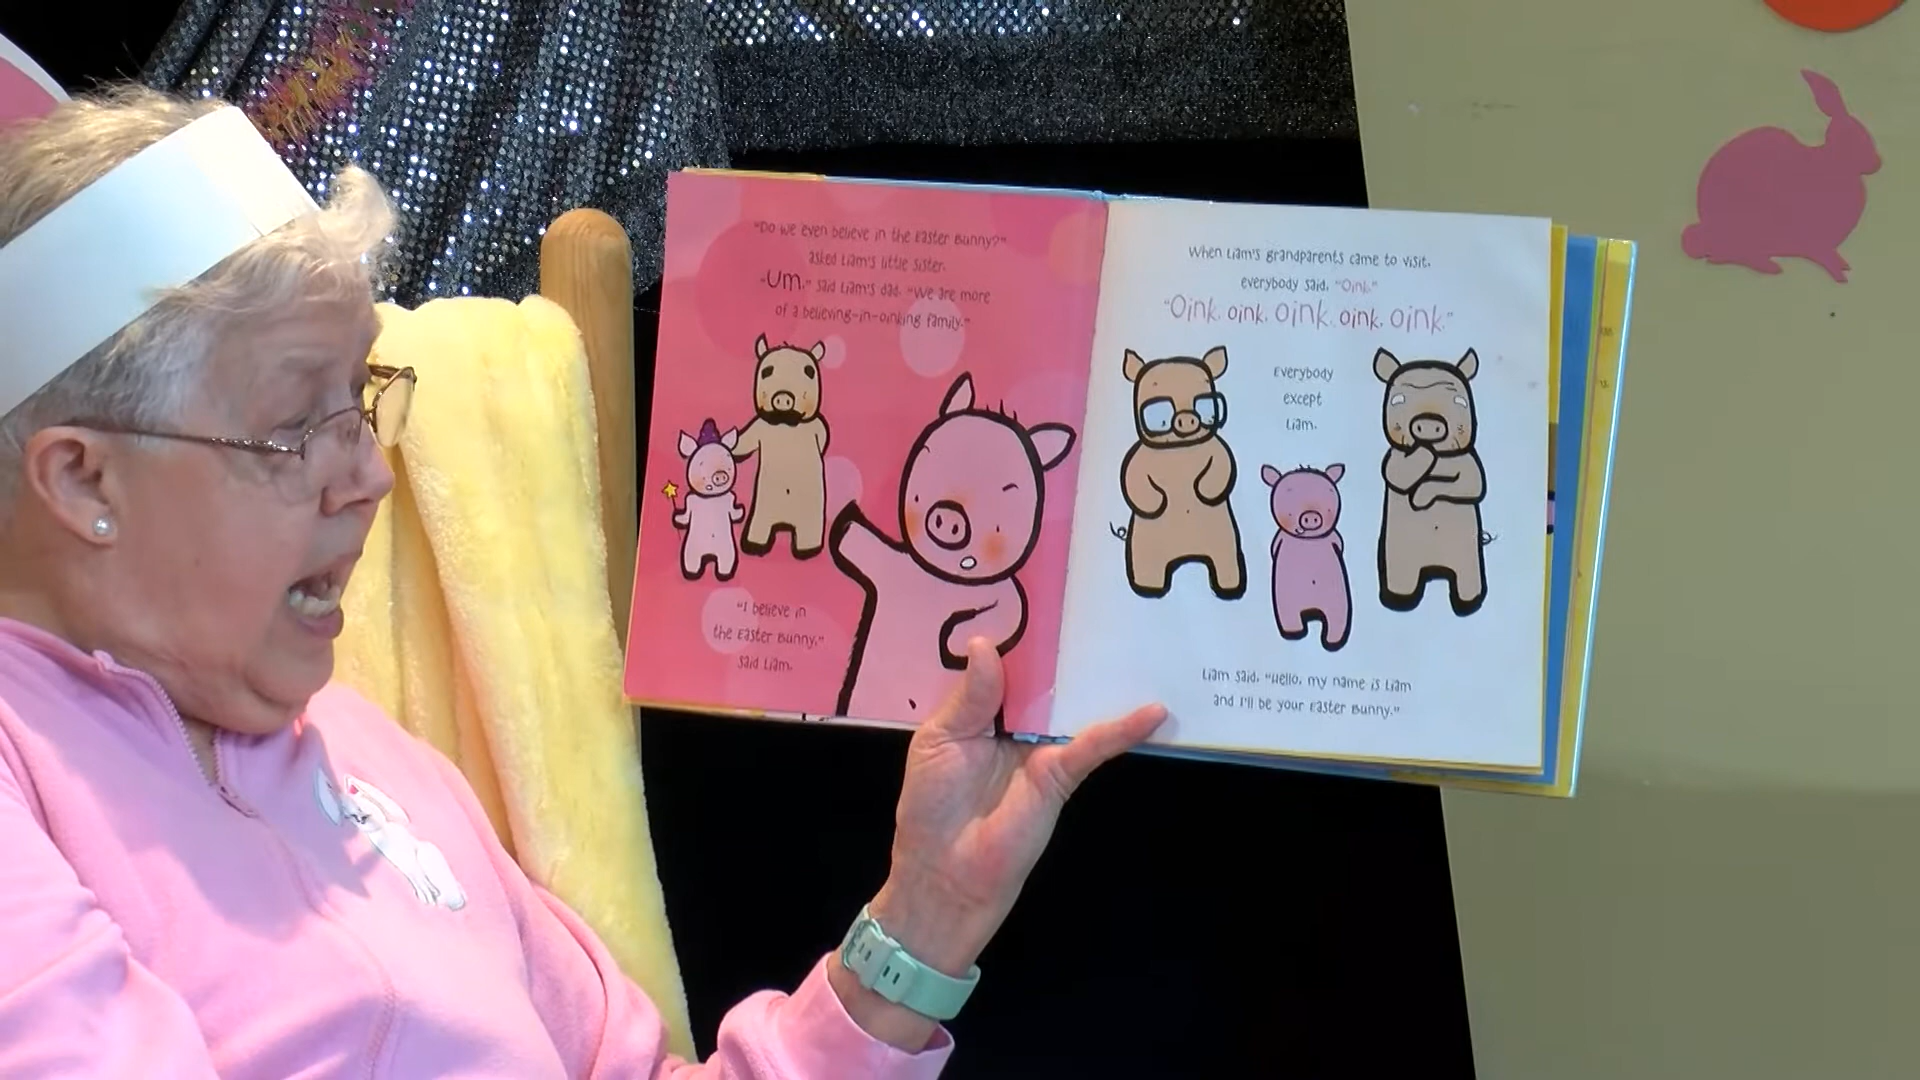 "Do we even believe in the Easter Bunny?"
asked Liam's little sister.
"Um," said Liam's dad. "We are more
of a believing-in-oinking family."
"I believe in
the Easter Bunny,"
said Liam.
When Liam's grandparents came to visit,
everybody said, "Oink."
"Oink, oink, oink, oink, oink."
Everybody
except
Liam.
Liam said, "Hello, my name is Liam
and I'll be your Easter Bunny."